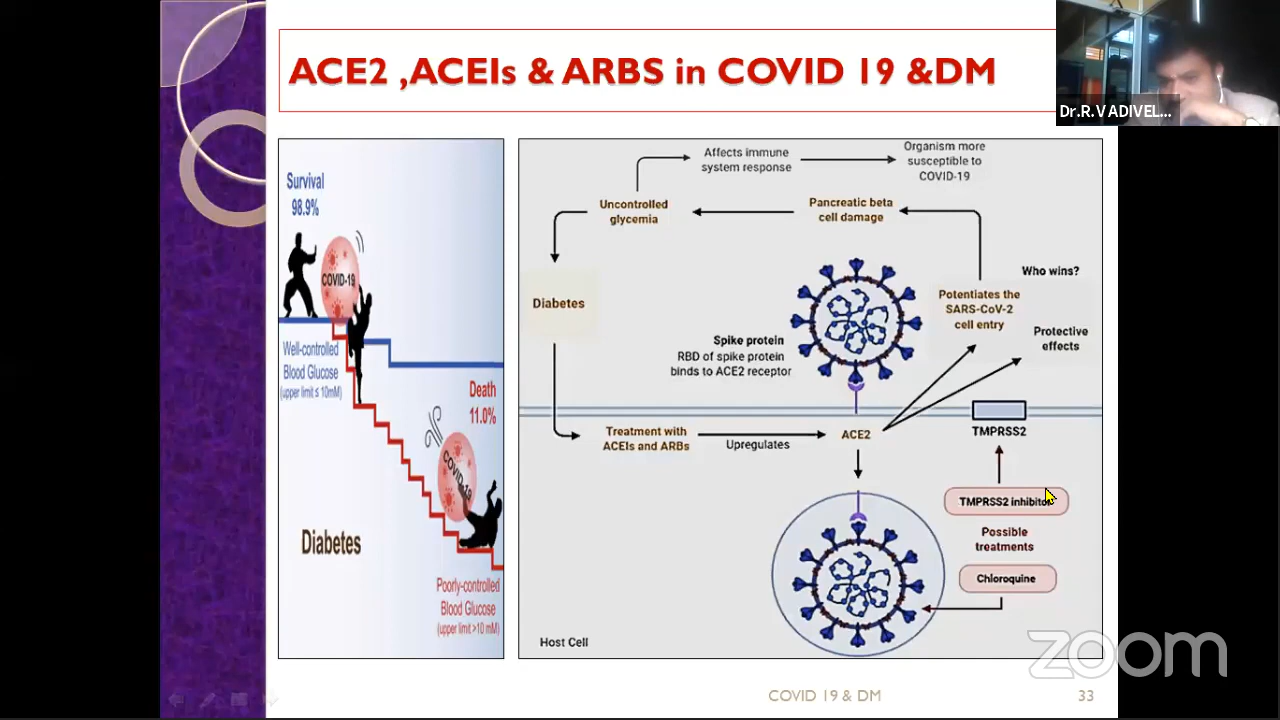 ACE2 ,ACEIs & ARBS in COVID 19 &DM
Dr.R.VADIVEL...
Survival
98.9%
COVID-19
Well-controlled
Blood Glucose
(upper limit ≤ 10mM)
Death
11.0%
COVID-19
Diabetes
Poorly-controlled
Blood Glucose
(upper limit >10 mM)
Affects immune
system response
Organism more
susceptible to
COVID-19
Uncontrolled
glycemia
Pancreatic beta
cell damage
Who wins?
Diabetes
Potentiates the
SARS-CoV-2
cell entry
Protective
effects
Spike protein
RBD of spike protein
binds to ACE2 receptor
Treatment with
ACEIs and ARBs
Upregulates
ACE2
TMPRSS2
TMPRSS2 inhibitor
Possible
treatments
Chloroquine
Host Cell
zoom
COVID 19 & DM
33